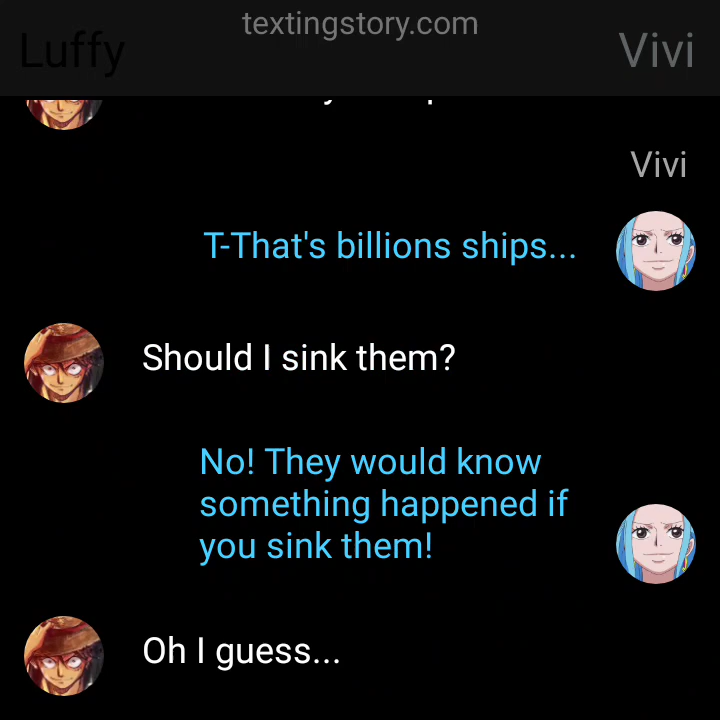 textingstory.com
Luffy
Vivi
Vivi
T-That's billions ships...
Should I sink them?
No! They would know
something happened if
you sink them!
Oh I guess...